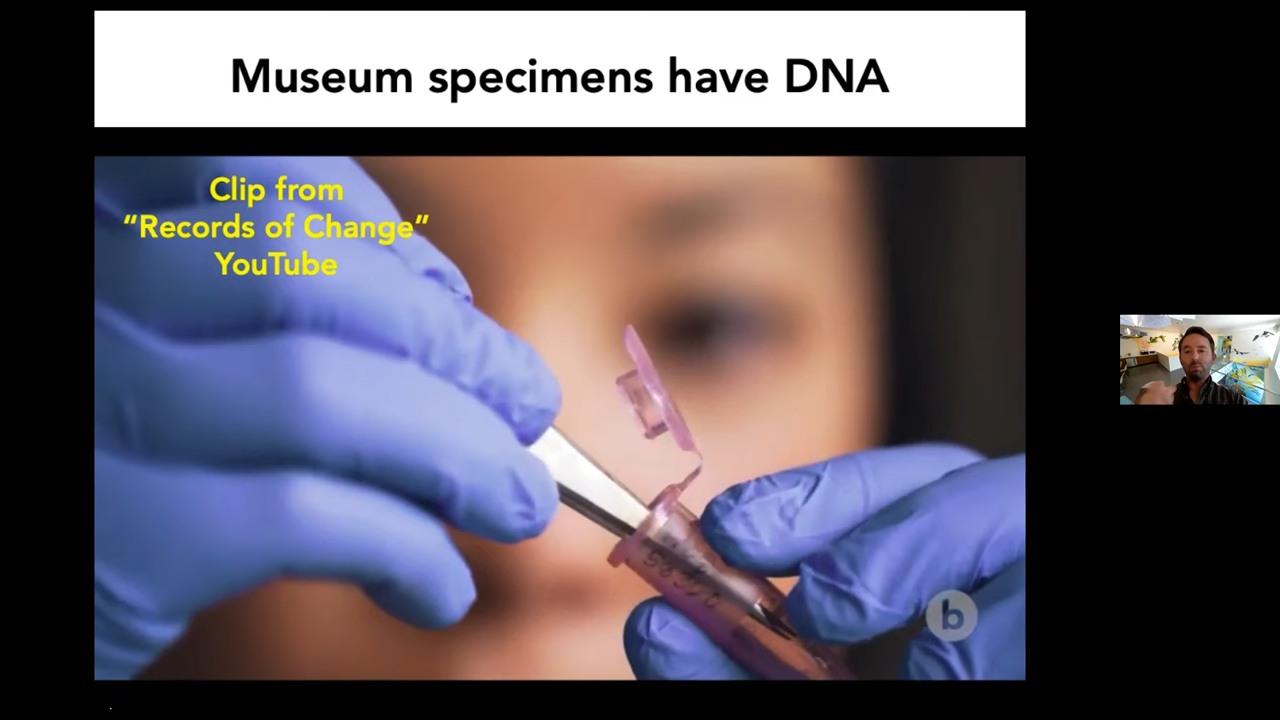 Museum specimens have DNA
Clip from
“Records of Change”
YouTube
b